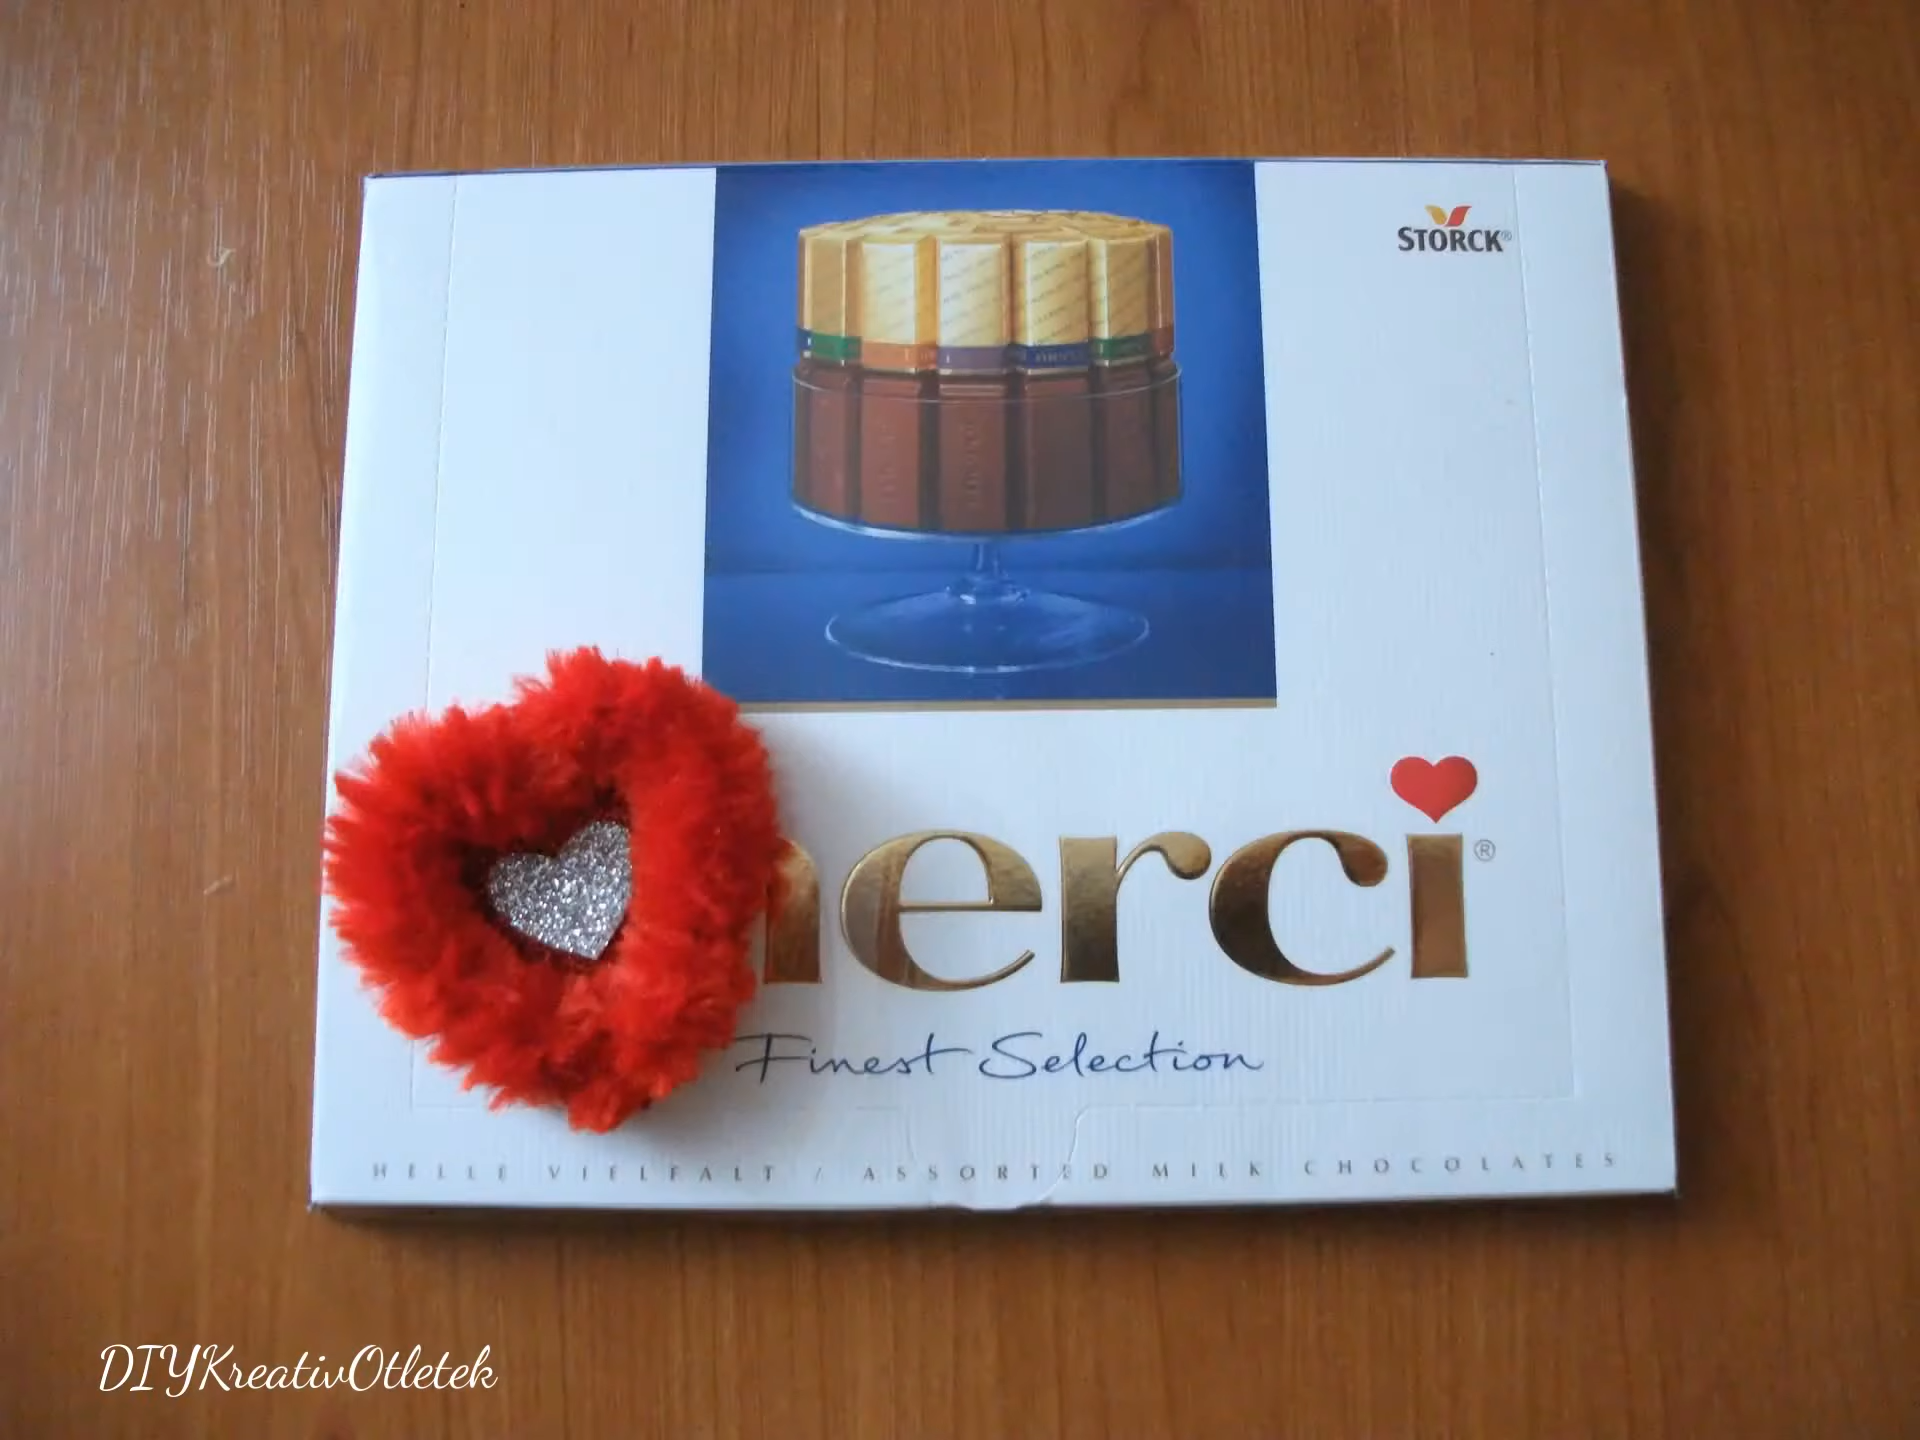 STORCK®
erci®
Finest Selection
HELLE VIELFALT / ASSORTED MILK CHOCOLATES
DIYKreativOtletek